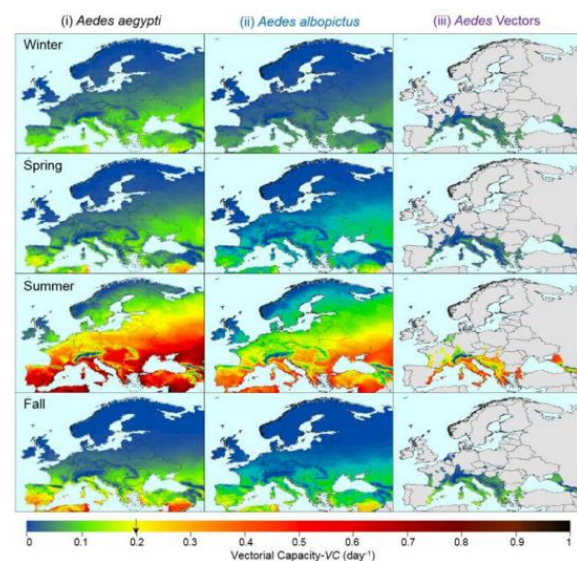 (i) Aedes aegypti
(ii) Aedes albopictus
(iii) Aedes Vectors
Winter
Spring
Summer
Fall
0 0.1 0.2 0.3 0.4 0.5 0.6 0.7 0.8 0.9 1
Vectorial Capacity-VC (day⁻¹)